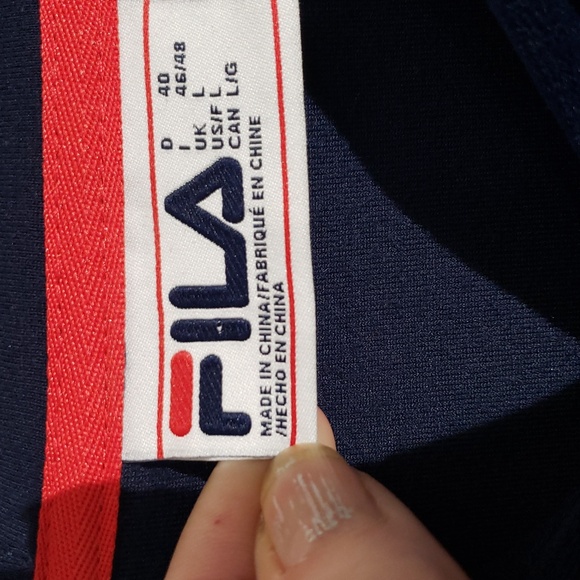 FILA
D 40
I 46/48
UK L
US/F L
CAN L/G
MADE IN CHINA/FABRIQUÉ EN CHINE
/HECHO EN CHINA